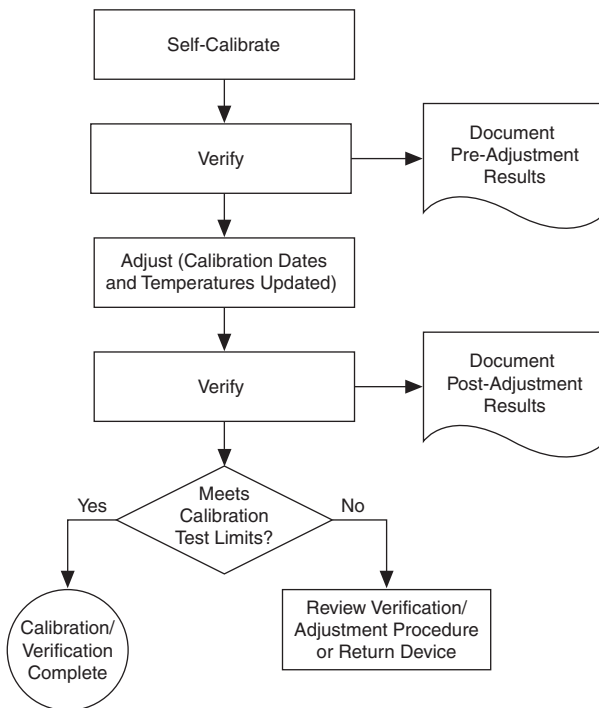 Self-Calibrate
Verify
Document
Pre-Adjustment
Results
Adjust (Calibration Dates
and Temperatures Updated)
Verify
Document
Post-Adjustment
Results
Meets
Calibration
Test Limits?
Yes
No
Calibration/
Verification
Complete
Review Verification/
Adjustment Procedure
or Return Device